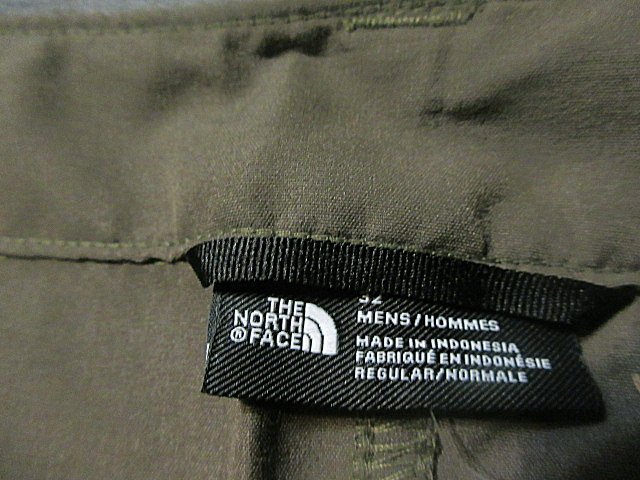 THE
NORTH
®FACE
32
MENS/HOMMES
MADE IN INDONESIA
FABRIQUÉ EN INDONÉSIE
REGULAR/NORMALE